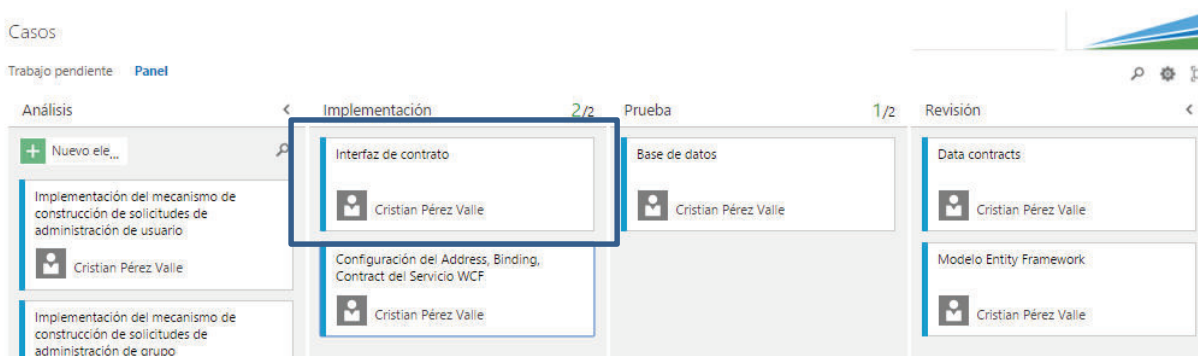 Casos
Trabajo pendiente Panel
Análisis
Nuevo ele...
Implementación del mecanismo de
construcción de solicitudes de
administración de usuario
Cristian Pérez Valle
Implementación del mecanismo de
construcción de solicitudes de
administración de grupo
Implementación 2/2
Interfaz de contrato
Cristian Pérez Valle
Configuración del Address, Binding,
Contract del Servicio WCF
Cristian Pérez Valle
Prueba 1/2
Base de datos
Cristian Pérez Valle
Revisión
Data contracts
Cristian Pérez Valle
Modelo Entity Framework
Cristian Pérez Valle